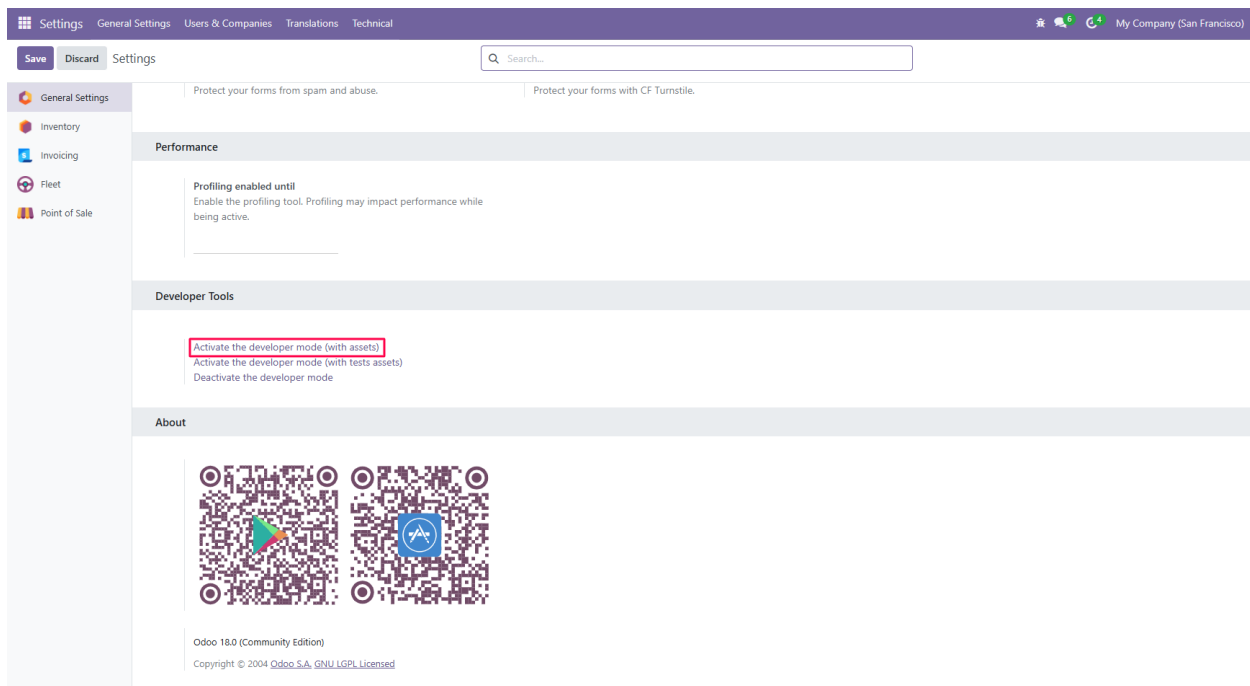 Settings General Settings Users & Companies Translations Technical 6 4 My Company (San Francisco)
Save Discard Settings Search...
General Settings
Inventory
Invoicing
Fleet
Point of Sale
Protect your forms from spam and abuse. Protect your forms with CF Turnstile.
Performance
Profiling enabled until
Enable the profiling tool. Profiling may impact performance while
being active.
Developer Tools
Activate the developer mode (with assets)
Activate the developer mode (with tests assets)
Deactivate the developer mode
About
Odoo 18.0 (Community Edition)
Copyright © 2004 Odoo S.A. GNU LGPL Licensed